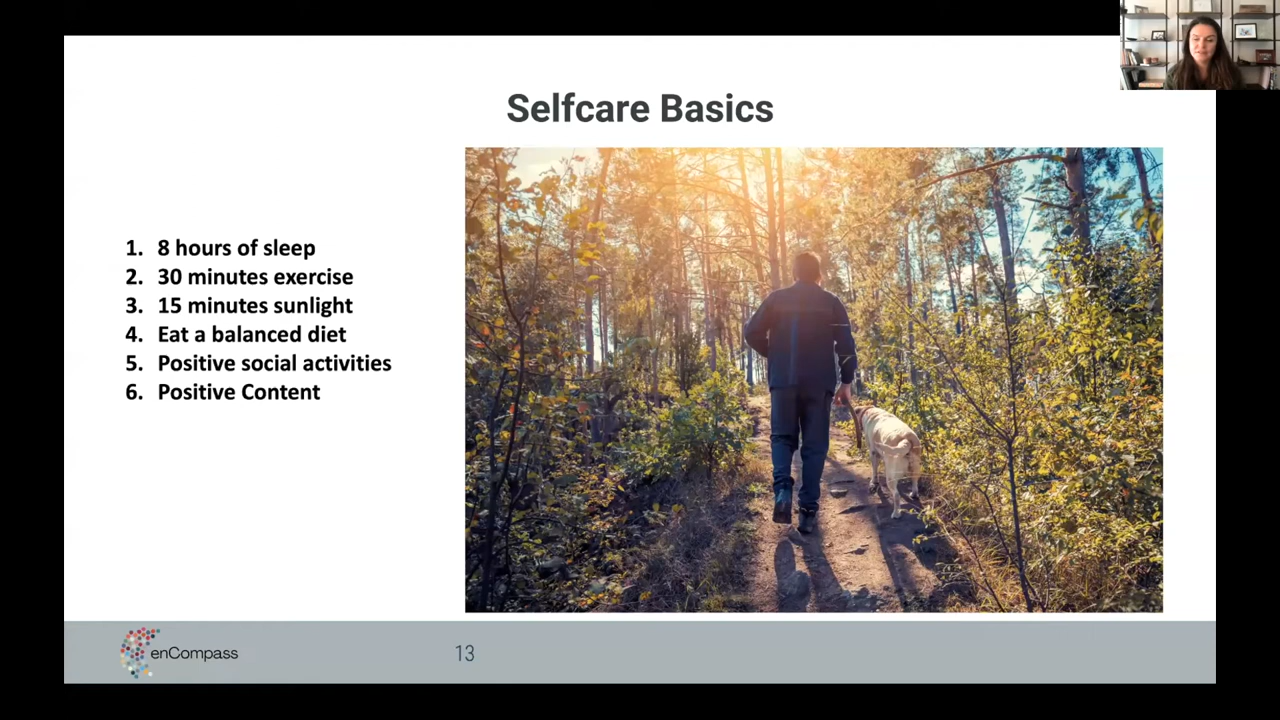 Selfcare Basics
1. 8 hours of sleep
2. 30 minutes exercise
3. 15 minutes sunlight
4. Eat a balanced diet
5. Positive social activities
6. Positive Content
enCompass
13